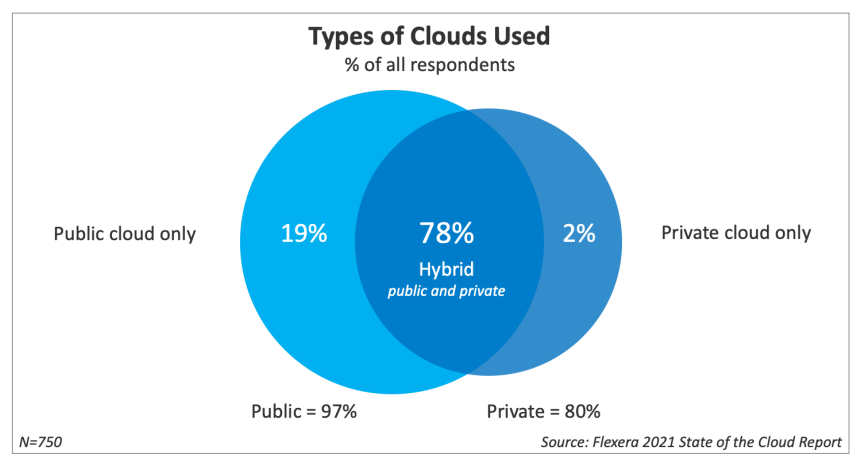 Types of Clouds Used
% of all respondents
Public cloud only
19%
78%
2%
Private cloud only
Hybrid
public and private
Public = 97%
Private = 80%
N=750
Source: Flexera 2021 State of the Cloud Report